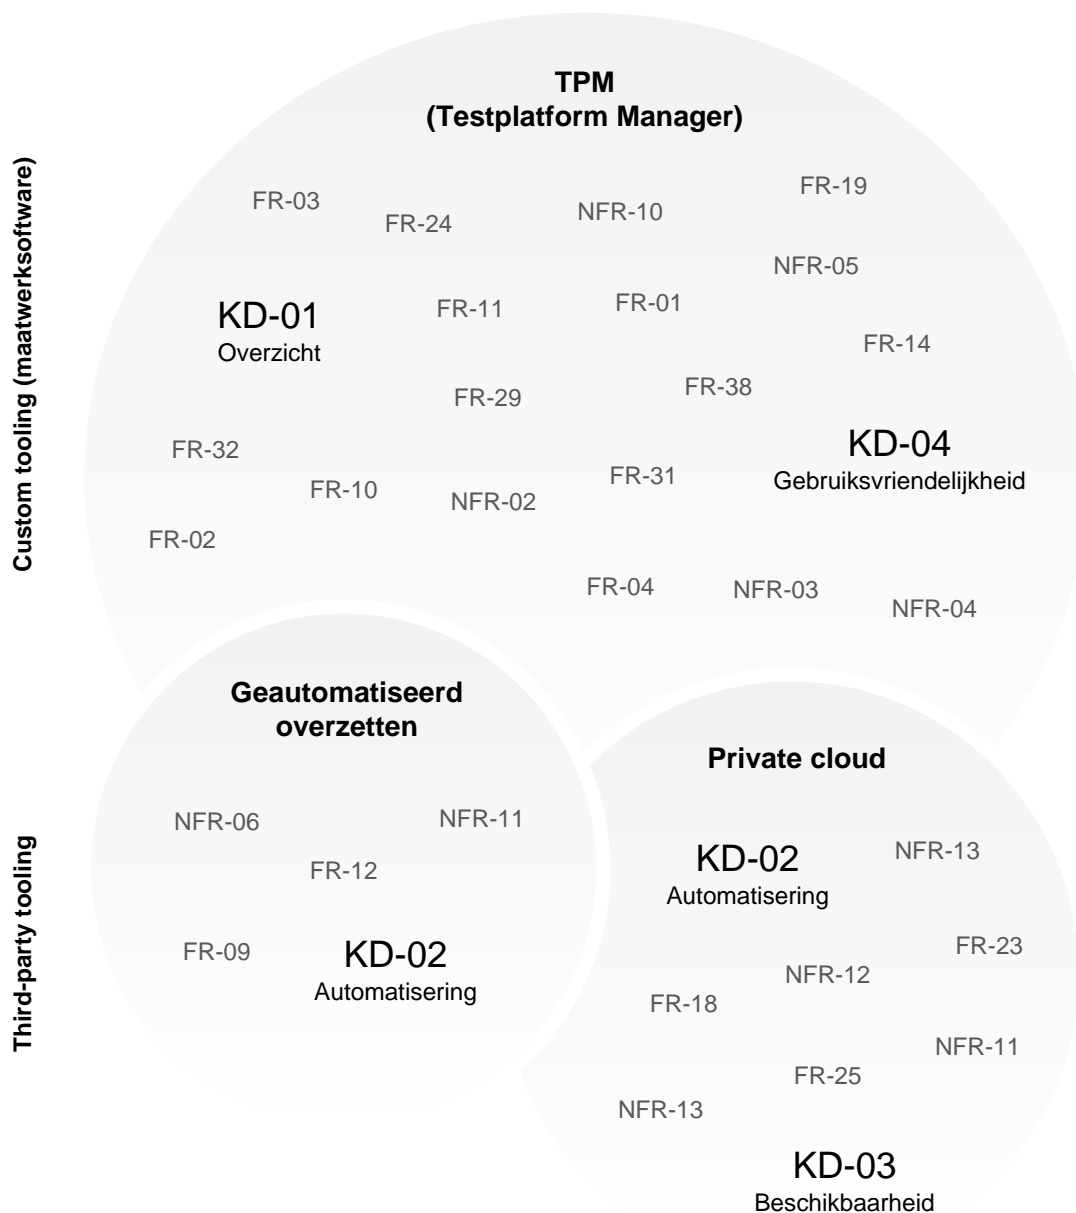 TPM
(Testplatform Manager)
Custom tooling (maatwerksoftware)
FR-03
FR-24
NFR-10
FR-19
NFR-05
KD-01
Overzicht
FR-11
FR-01
FR-14
FR-29
FR-38
FR-32
KD-04
Gebruiksvriendelijkheid
FR-10
NFR-02
FR-31
FR-02
FR-04
NFR-03
NFR-04
Third-party tooling
Geautomatiseerd
overzetten
NFR-06
NFR-11
FR-12
FR-09
KD-02
Automatisering
Private cloud
KD-02
Automatisering
NFR-13
FR-23
NFR-12
FR-18
NFR-11
FR-25
NFR-13
KD-03
Beschikbaarheid